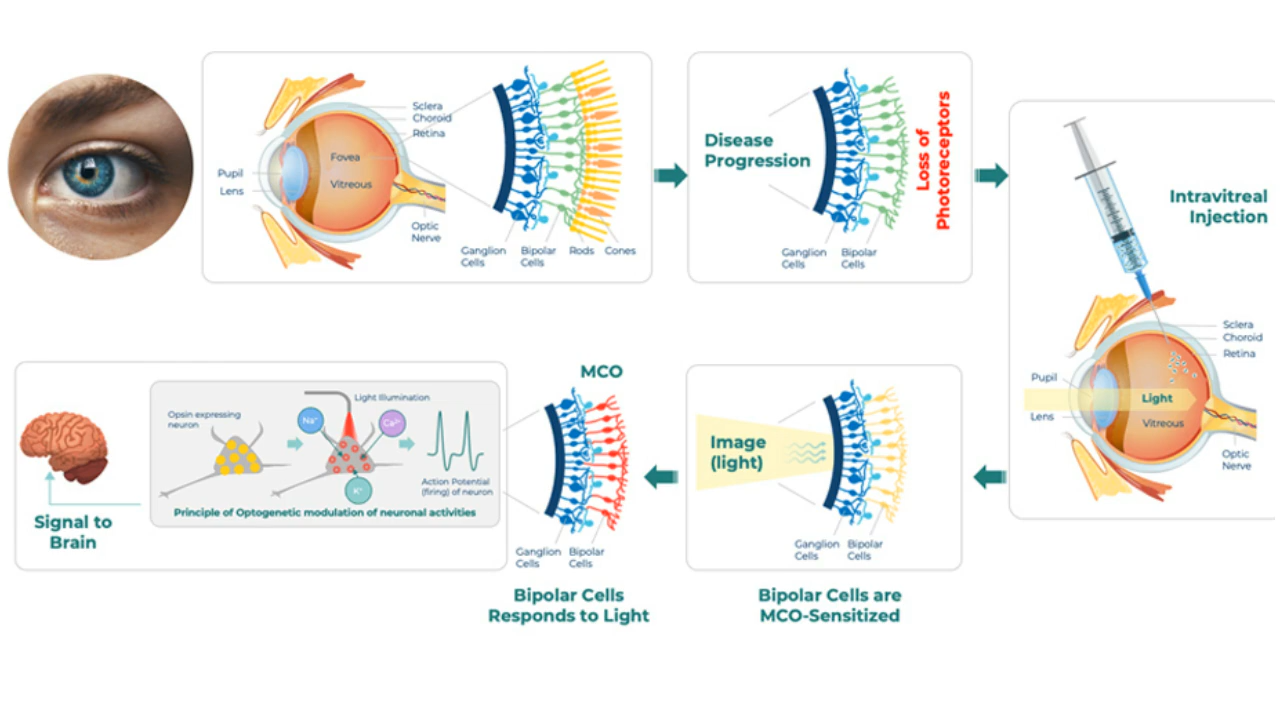 Sclera
Choroid
Retina
Fovea
Pupil
Vitreous
Lens
Optic
Nerve
Ganglion
Cells
Bipolar
Cells
Rods
Cones
Disease
Progression
Loss of
Photoreceptors
Ganglion
Cells
Bipolar
Cells
Intravitreal
Injection
Sclera
Choroid
Retina
Pupil
Light
Lens
Vitreous
Optic
Nerve
Image
(light)
Ganglion
Cells
Bipolar
Cells
Bipolar Cells are
MCO-Sensitized
MCO
Ganglion
Cells
Bipolar
Cells
Bipolar Cells
Responds to Light
Opsin expressing
neuron
Light Illumination
Na⁺
Ca²⁺
K⁺
Action Potential
(firing) of neuron
Principle of Optogenetic modulation of neuronal activities
Signal to
Brain